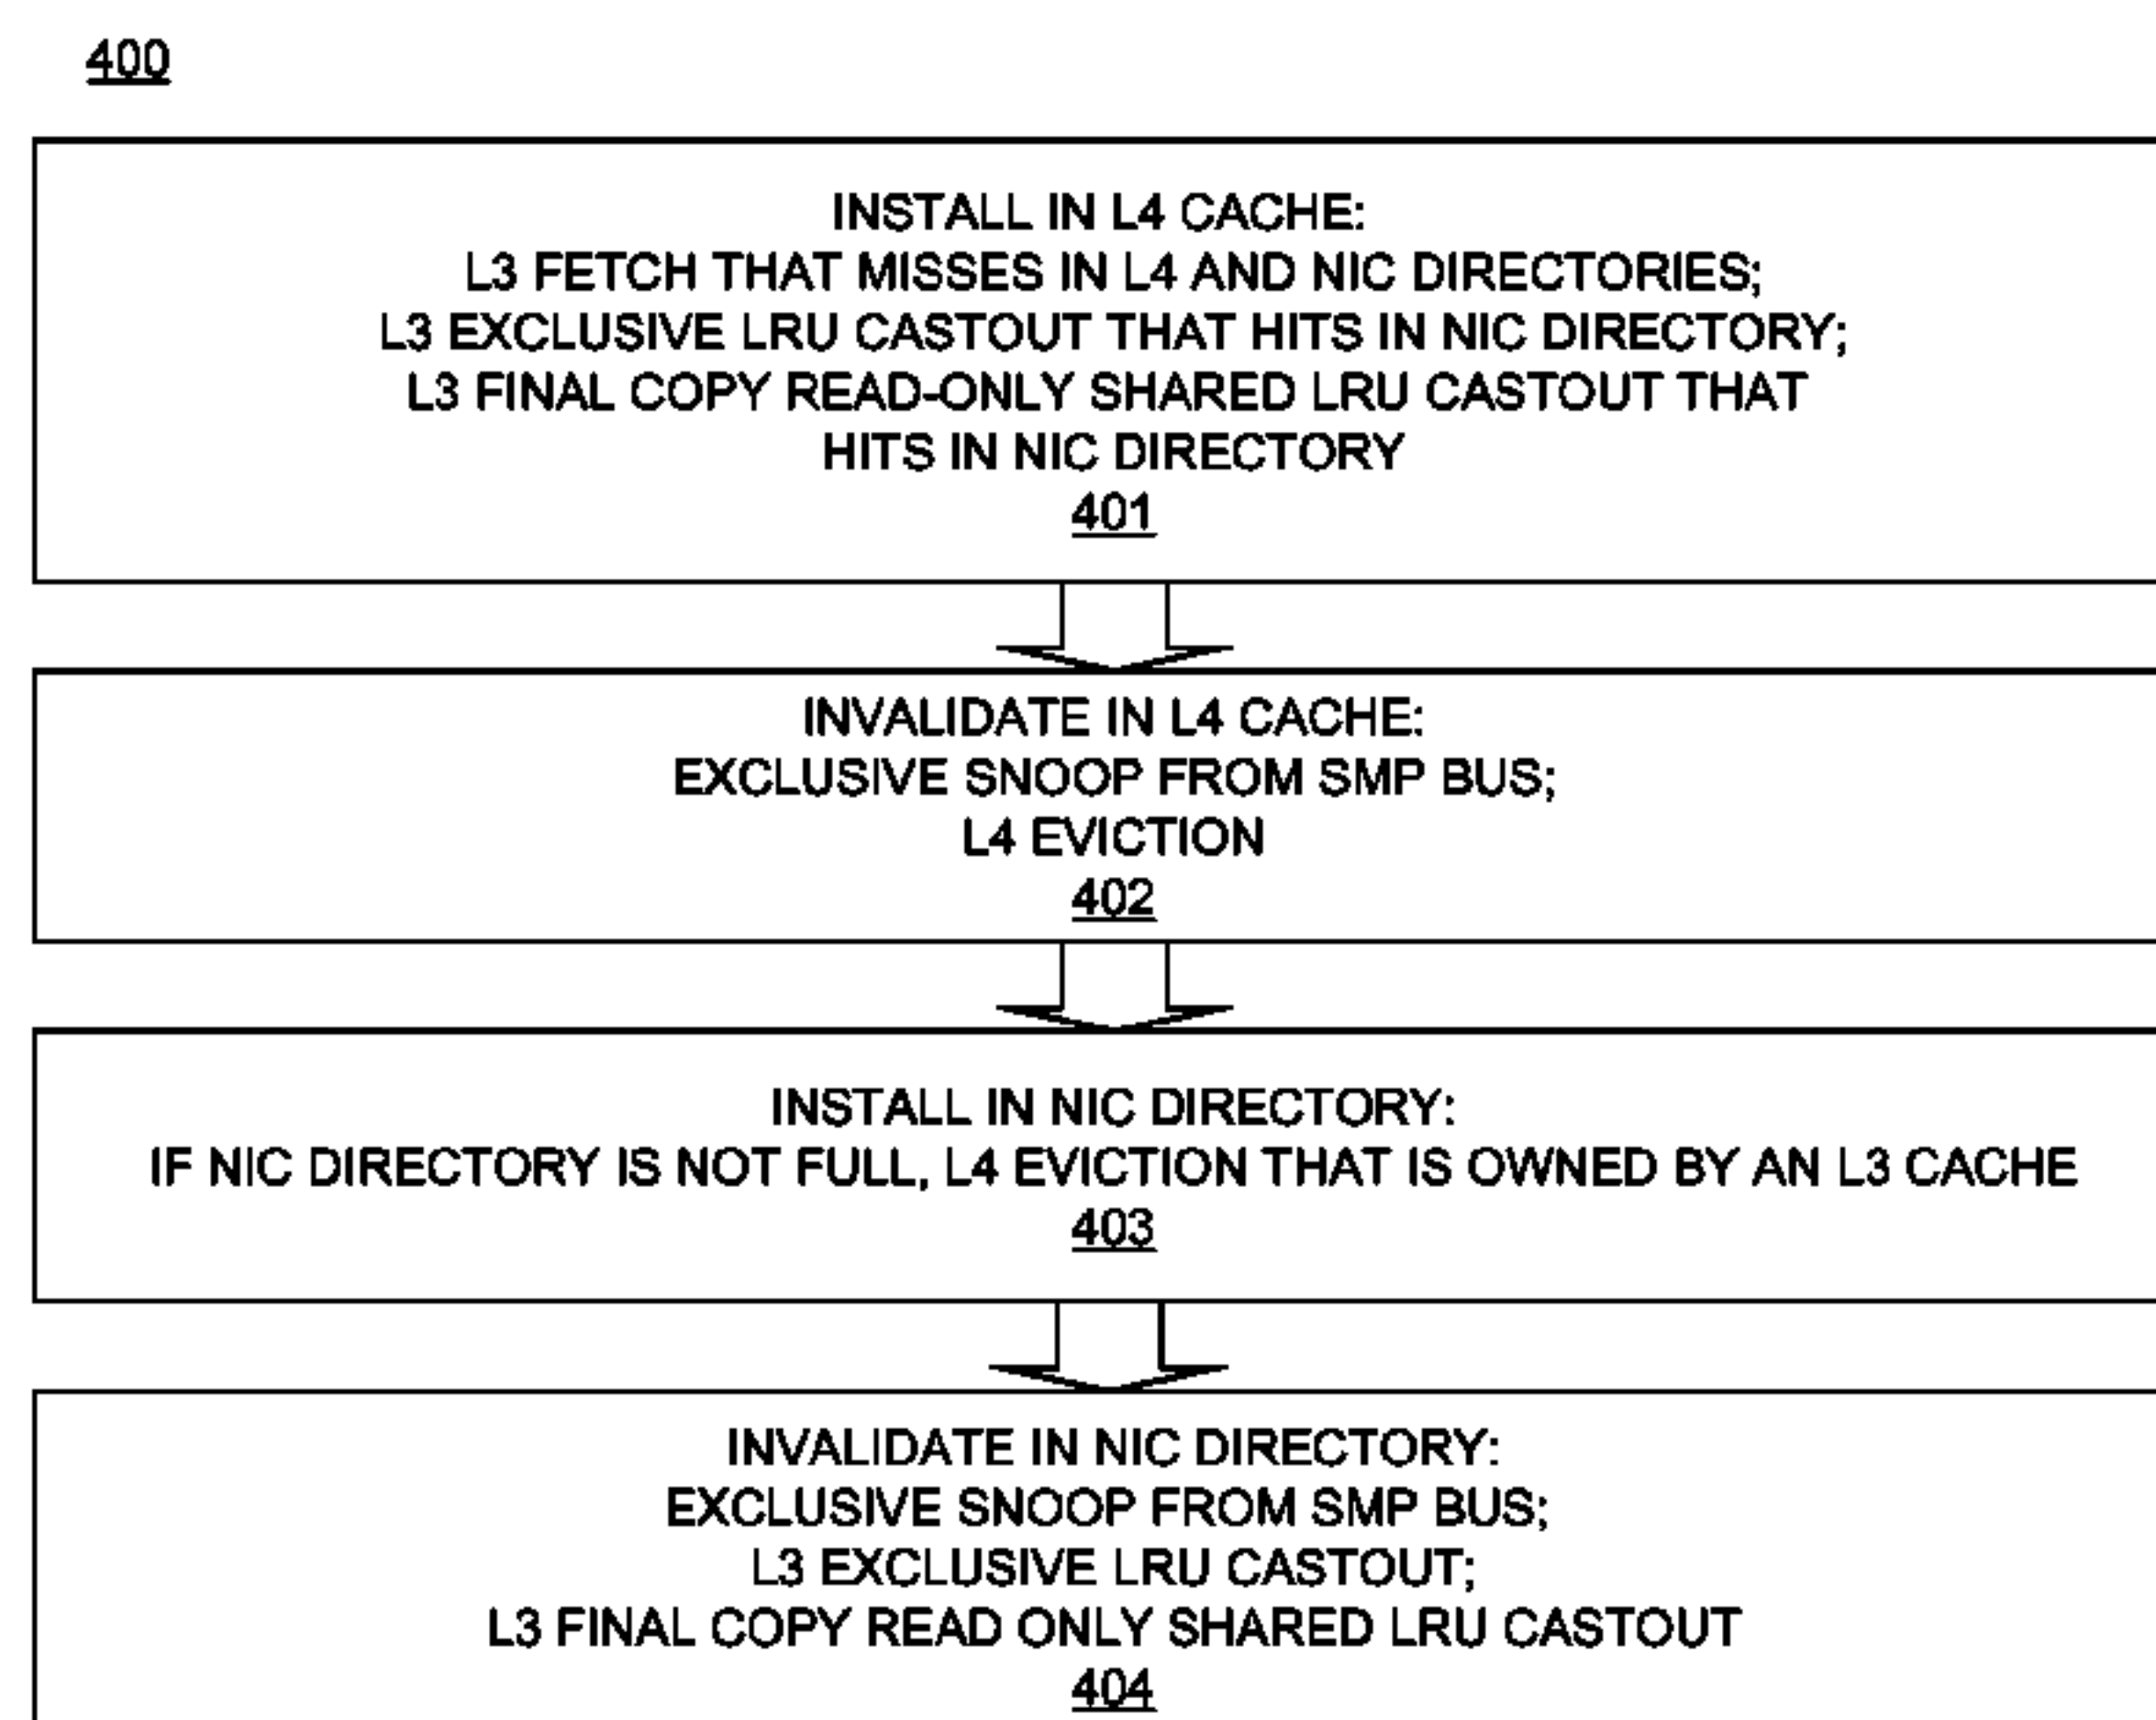 400
INSTALL IN L4 CACHE:
L3 FETCH THAT MISSES IN L4 AND NIC DIRECTORIES;
L3 EXCLUSIVE LRU CASTOUT THAT HITS IN NIC DIRECTORY;
L3 FINAL COPY READ-ONLY SHARED LRU CASTOUT THAT
HITS IN NIC DIRECTORY
401
INVALIDATE IN L4 CACHE:
EXCLUSIVE SNOOP FROM SMP BUS;
L4 EVICTION
402
INSTALL IN NIC DIRECTORY:
IF NIC DIRECTORY IS NOT FULL, L4 EVICTION THAT IS OWNED BY AN L3 CACHE
403
INVALIDATE IN NIC DIRECTORY:
EXCLUSIVE SNOOP FROM SMP BUS;
L3 EXCLUSIVE LRU CASTOUT;
L3 FINAL COPY READ ONLY SHARED LRU CASTOUT
404